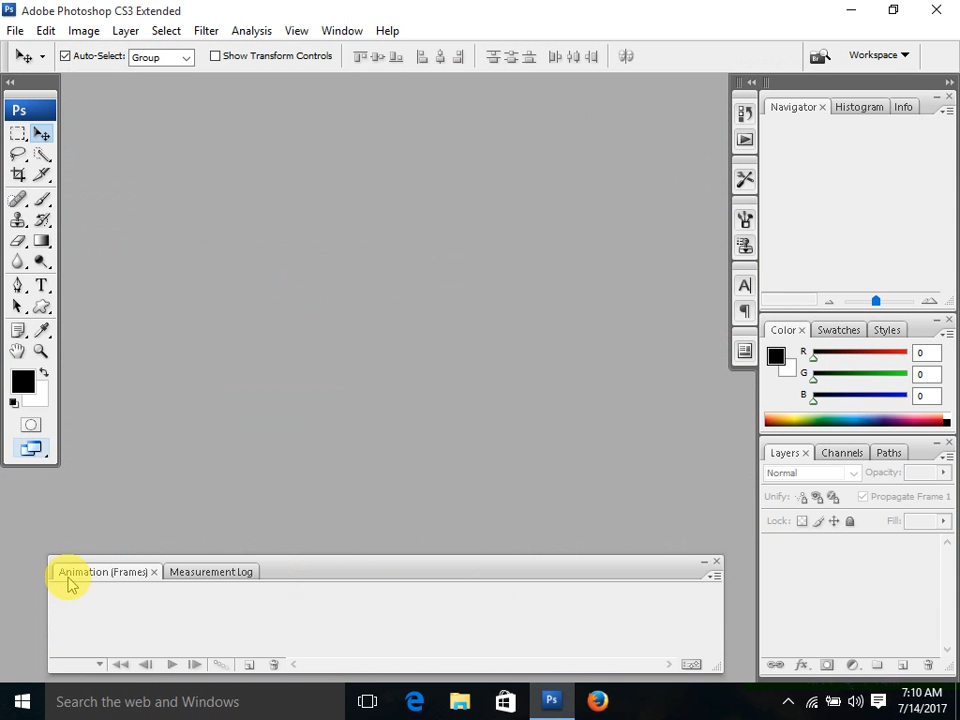 Ps Adobe Photoshop CS3 Extended
File Edit Image Layer Select Filter Analysis View Window Help
Auto-Select: Group Show Transform Controls Br Workspace
Ps
Navigator Histogram Info
Color Swatches Styles
R 0
G 0
B 0
Layers Channels Paths
Normal Opacity:
Unify: Propagate Frame 1
Lock: Fill:
Animation (Frames) Measurement Log
Search the web and Windows
Ps
7:10 AM
7/14/2017